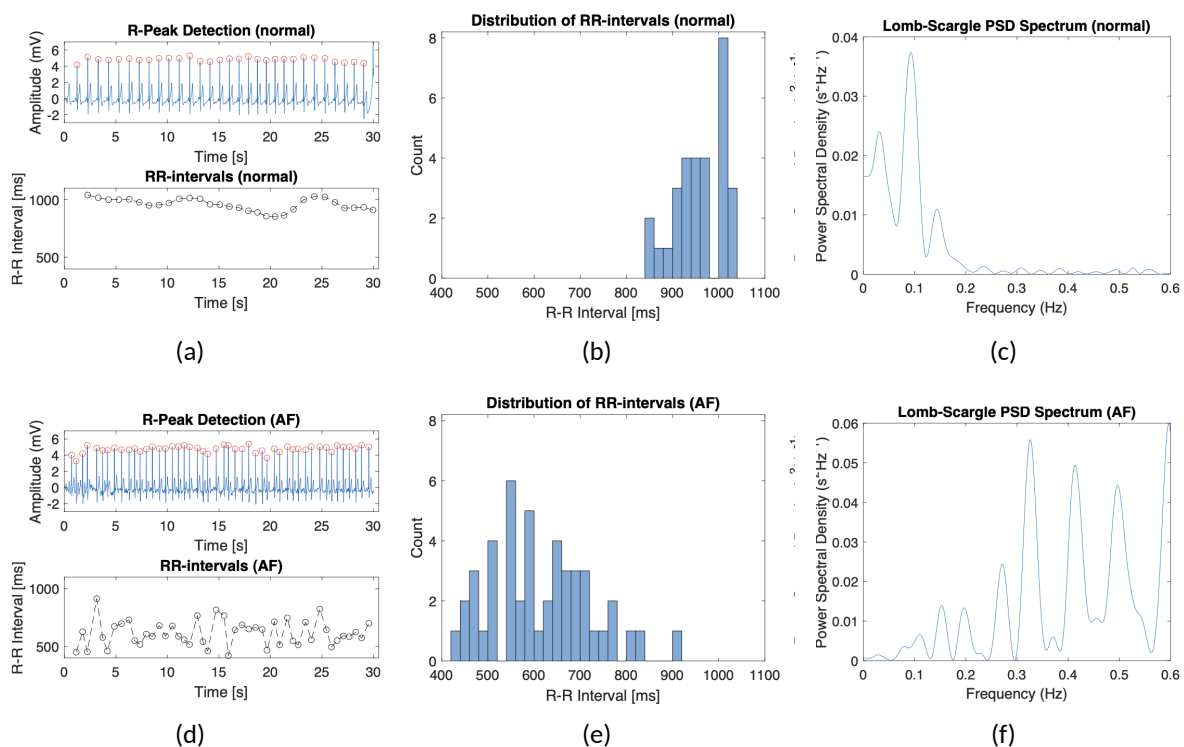 R-Peak Detection (normal)
Amplitude (mV)
6
4
2
0
-2
0 5 10 15 20 25 30
Time [s]
RR-intervals (normal)
R-R Interval [ms]
1000
500
0 5 10 15 20 25 30
Time [s]
(a)
Distribution of RR-intervals (normal)
Count
8
6
4
2
0
400 500 600 700 800 900 1000 1100
R-R Interval [ms]
(b)
Lomb-Scargle PSD Spectrum (normal)
Power Spectral Density
0.04
0.03
0.02
0.01
0
0 0.1 0.2 0.3 0.4 0.5 0.6
Frequency (Hz)
(c)
R-Peak Detection (AF)
Amplitude (mV)
6
4
2
0
-2
0 5 10 15 20 25 30
Time [s]
RR-intervals (AF)
R-R Interval [ms]
1000
500
0 5 10 15 20 25 30
Time [s]
(d)
Distribution of RR-intervals (AF)
Count
8
6
4
2
0
400 500 600 700 800 900 1000 1100
R-R Interval [ms]
(e)
Lomb-Scargle PSD Spectrum (AF)
Power Spectral Density
0.06
0.05
0.04
0.03
0.02
0.01
0
0 0.1 0.2 0.3 0.4 0.5 0.6
Frequency (Hz)
(f)